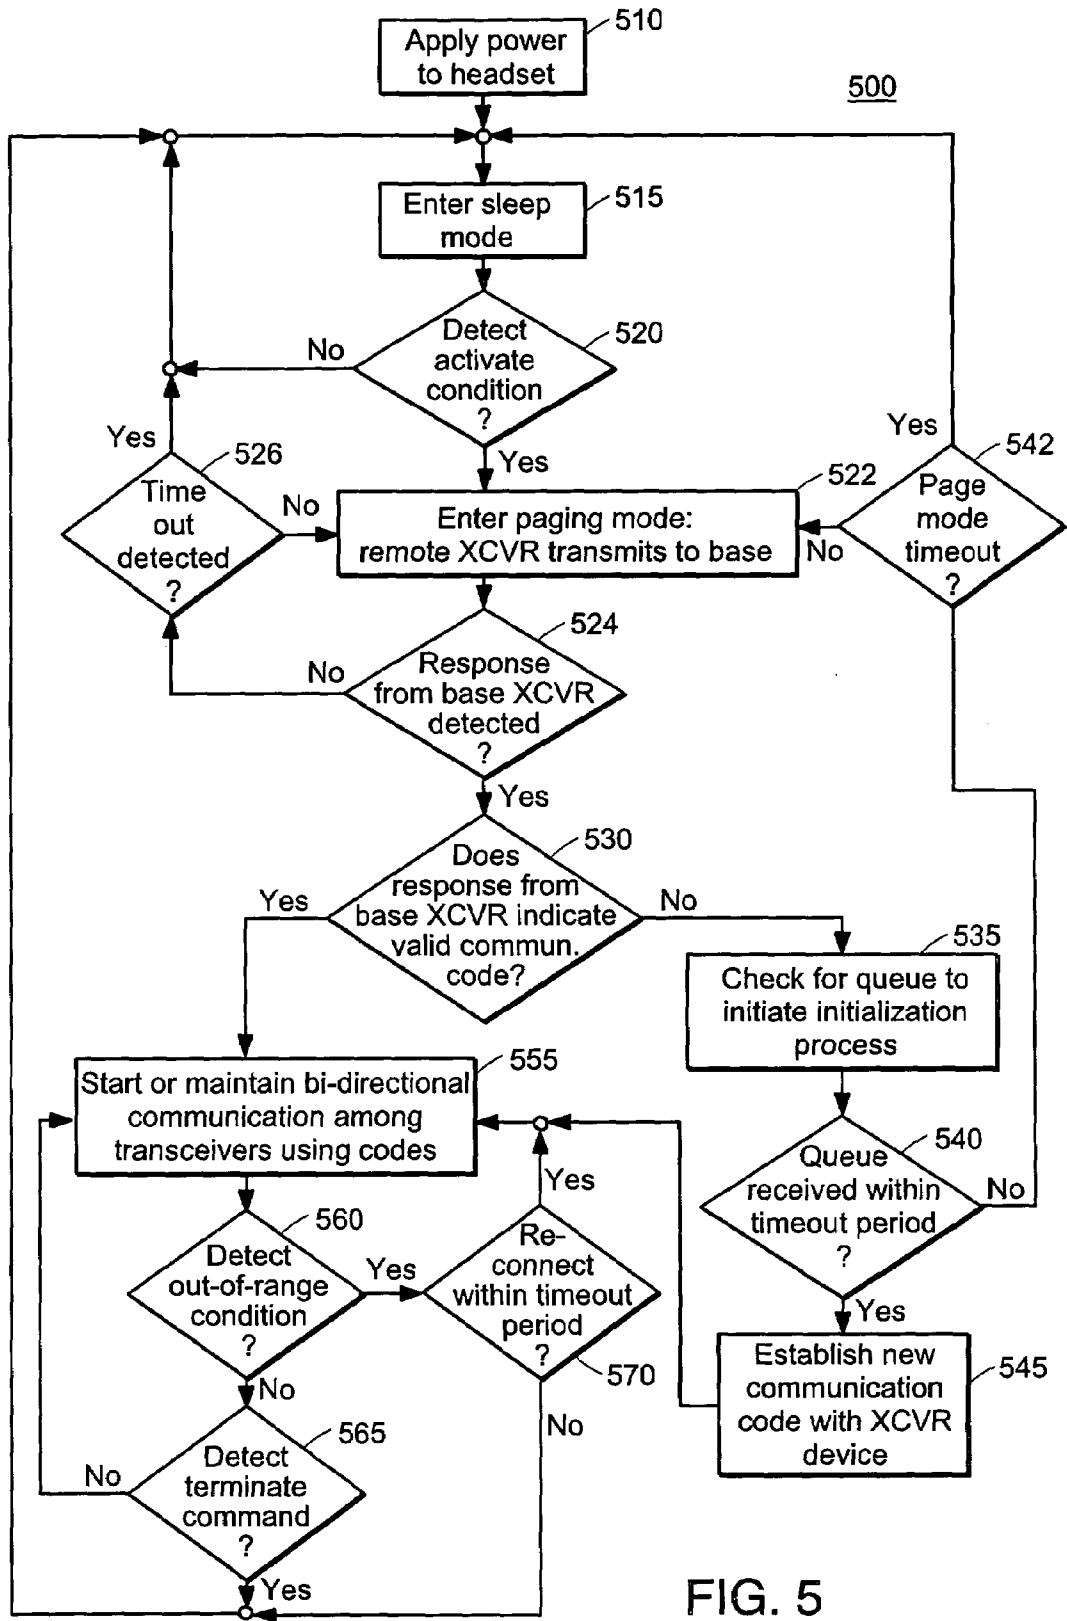 510
Apply power
to headset
500
Enter sleep
mode
515
Detect
activate
condition
?
520
No
Yes
Yes
526
Time
out
detected
?
No
Enter paging mode:
remote XCVR transmits to base
522
Yes
542
Page
mode
timeout
?
No
524
Response
from base XCVR
detected
?
No
Yes
530
Does
response from
base XCVR indicate
valid commun.
code?
Yes
No
535
Check for queue to
initiate initialization
process
555
Start or maintain bi-directional
communication among
transceivers using codes
540
Queue
received within
timeout period
?
No
Yes
560
Detect
out-of-range
condition
?
Yes
No
Yes
Re-
connect
within timeout
period
?
570
No
Establish new
communication
code with XCVR
device
545
565
Detect
terminate
command
?
No
Yes
FIG. 5